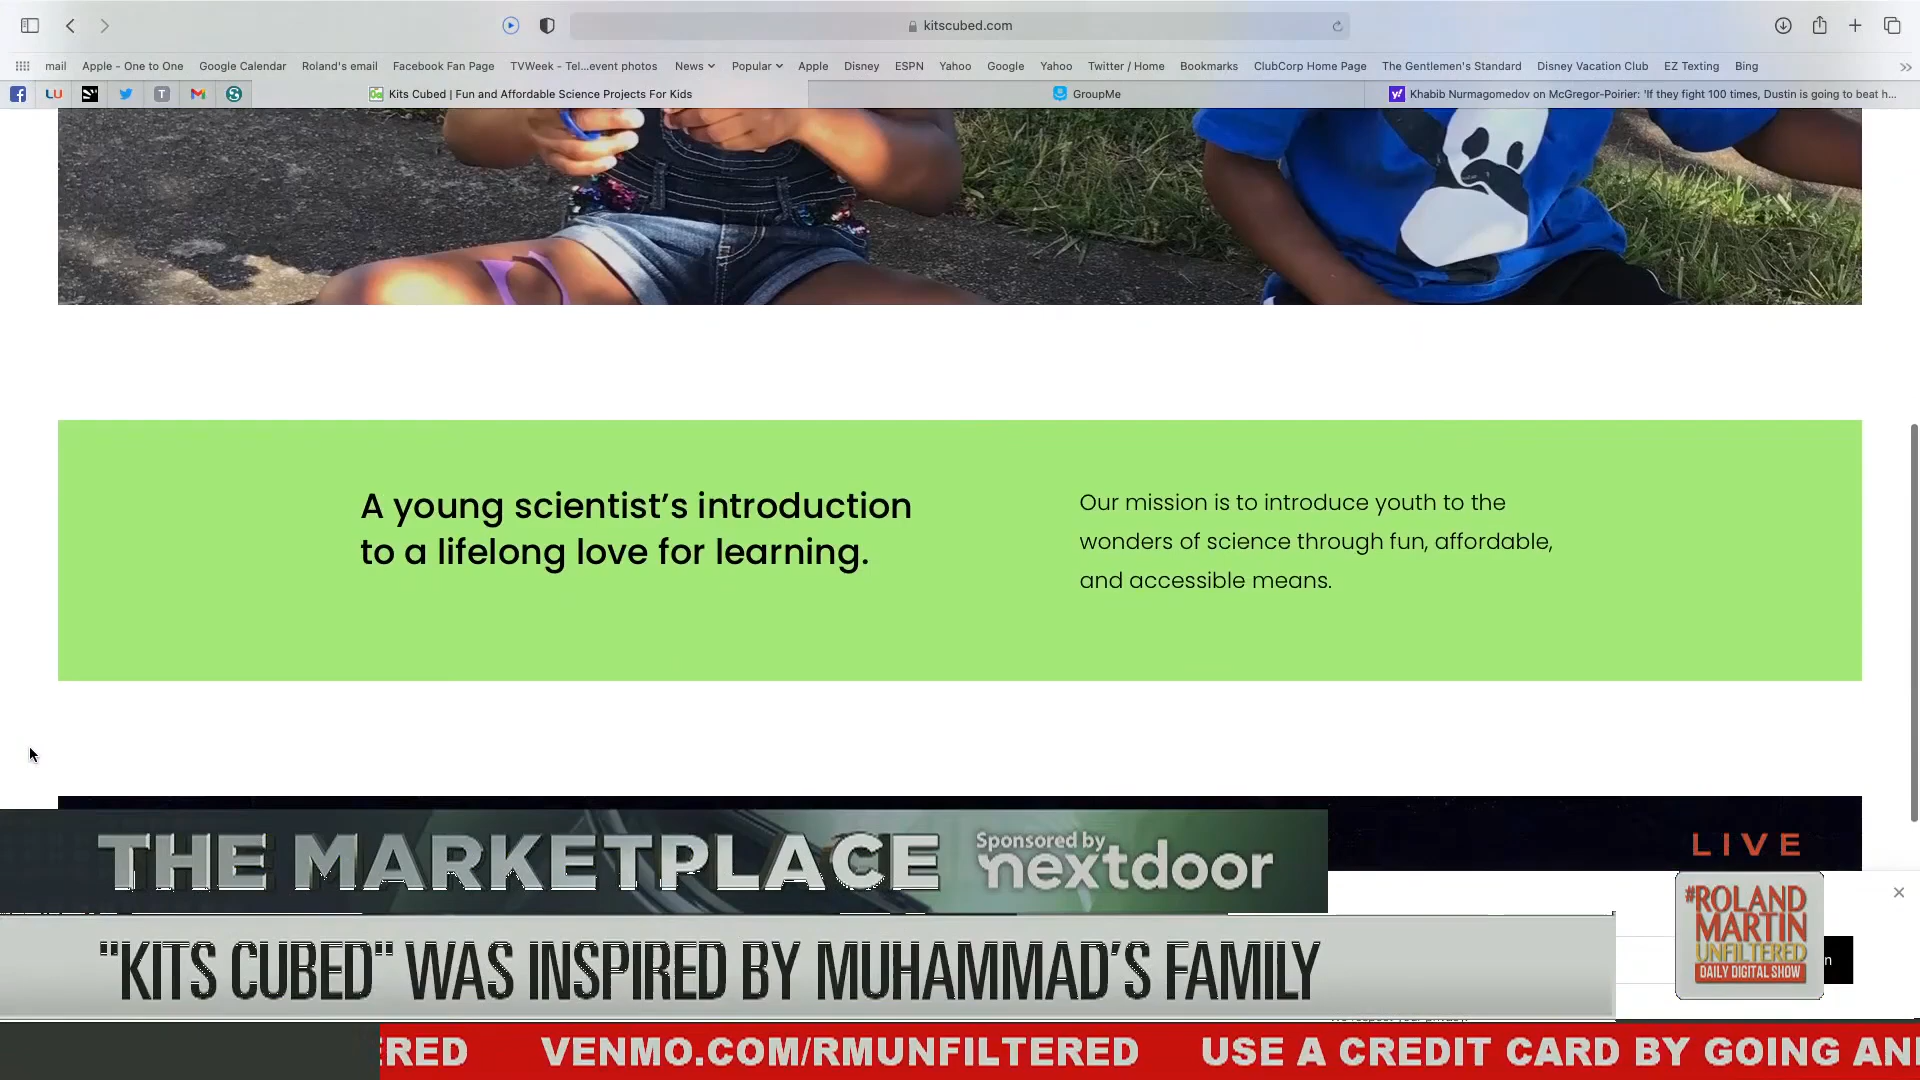 kitscubed.com
mail Apple - One to One Google Calendar Roland's email Facebook Fan Page TVWeek - Tel...event photos News Popular Apple Disney ESPN Yahoo Google Yahoo Twitter / Home Bookmarks ClubCorp Home Page The Gentlemen's Standard Disney Vacation Club EZ Texting Bing
LU T Kits Cubed | Fun and Affordable Science Projects For Kids GroupMe Khabib Nurmagomedov on McGregor-Poirier: 'If they fight 100 times, Dustin is going to beat h...
A young scientist's introduction
to a lifelong love for learning.
Our mission is to introduce youth to the
wonders of science through fun, affordable,
and accessible means.
THE MARKETPLACE
Sponsored by
nextdoor
LIVE
#ROLAND
MARTIN
UNFILTERED
DAILY DIGITAL SHOW
"KITS CUBED" WAS INSPIRED BY MUHAMMAD'S FAMILY
RED VENMO.COM/RMUNFILTERED USE A CREDIT CARD BY GOING AN